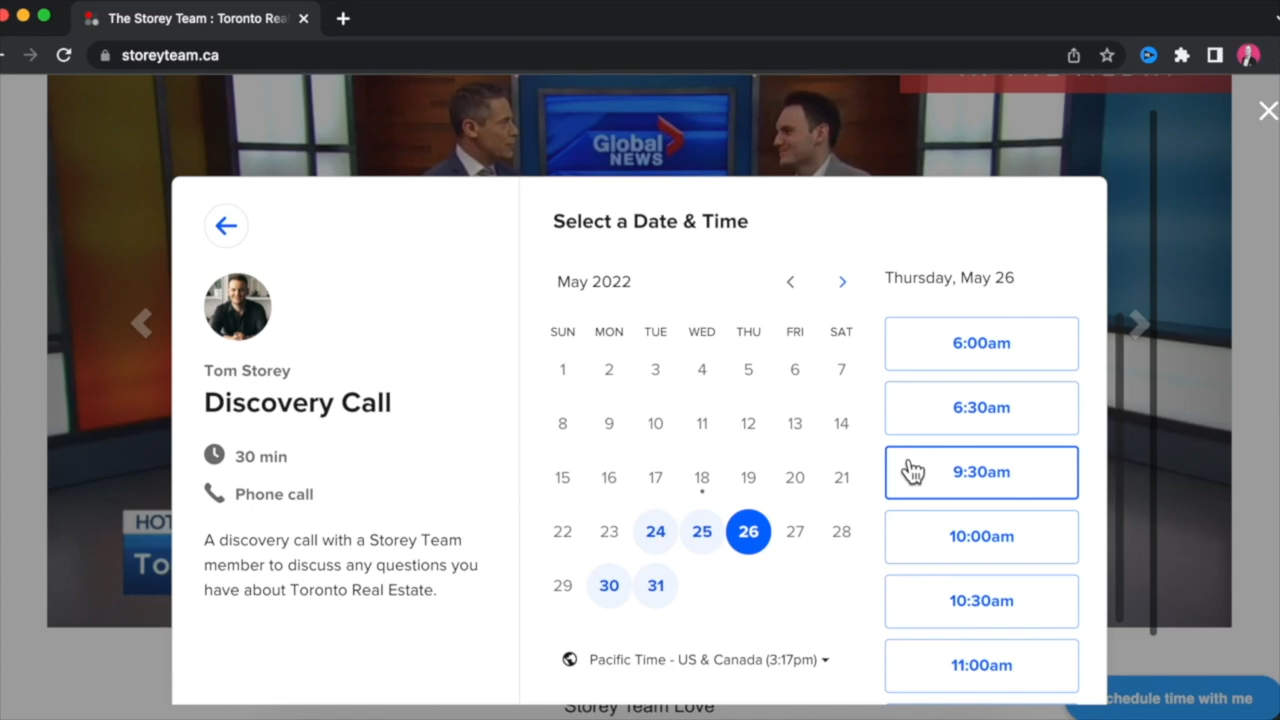 The Storey Team : Toronto Rea
storeyteam.ca
Global
NEWS
HOT
To
Tom Storey
Discovery Call
30 min
Phone call
A discovery call with a Storey Team
member to discuss any questions you
have about Toronto Real Estate.
Select a Date & Time
May 2022
SUN MON TUE WED THU FRI SAT
1 2 3 4 5 6 7
8 9 10 11 12 13 14
15 16 17 18 19 20 21
22 23 24 25 26 27 28
29 30 31
Pacific Time - US & Canada (3:17pm)
Thursday, May 26
6:00am
6:30am
9:30am
10:00am
10:30am
11:00am
chedule time with me
Storey Team Love